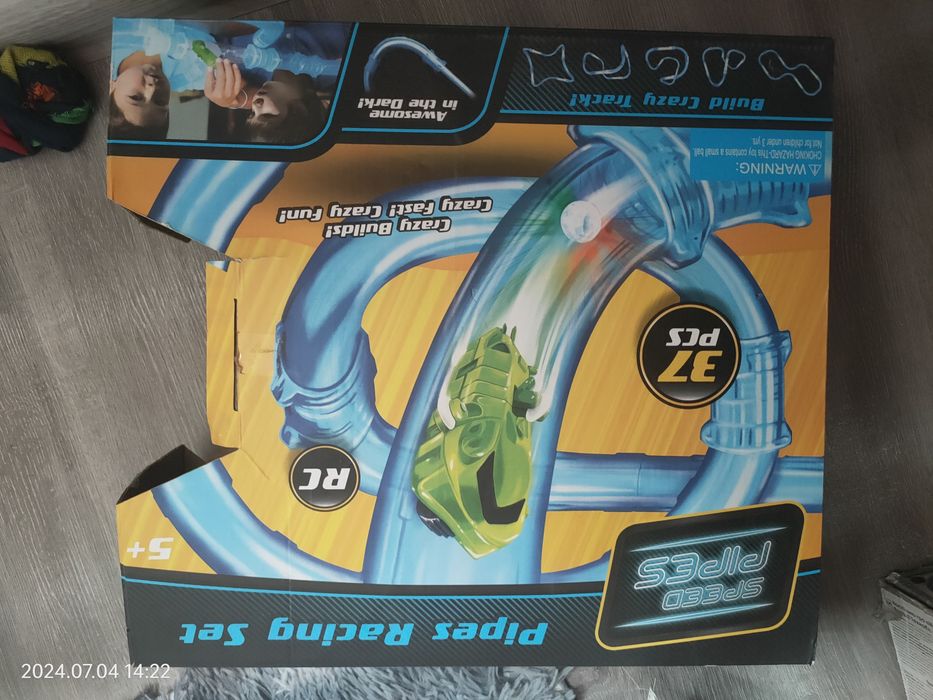 Pipes Racing Set
SPEED
PIPES
5+
RC
37
PCS
Crazy Builds!
Crazy Fast! Crazy Fun!
⚠ WARNING:
CHOKING HAZARD-This toy contains a small ball.
Not for children under 3 yrs.
Build Crazy Track!
Awesome
in the Dark!
2024.07.04 14:22